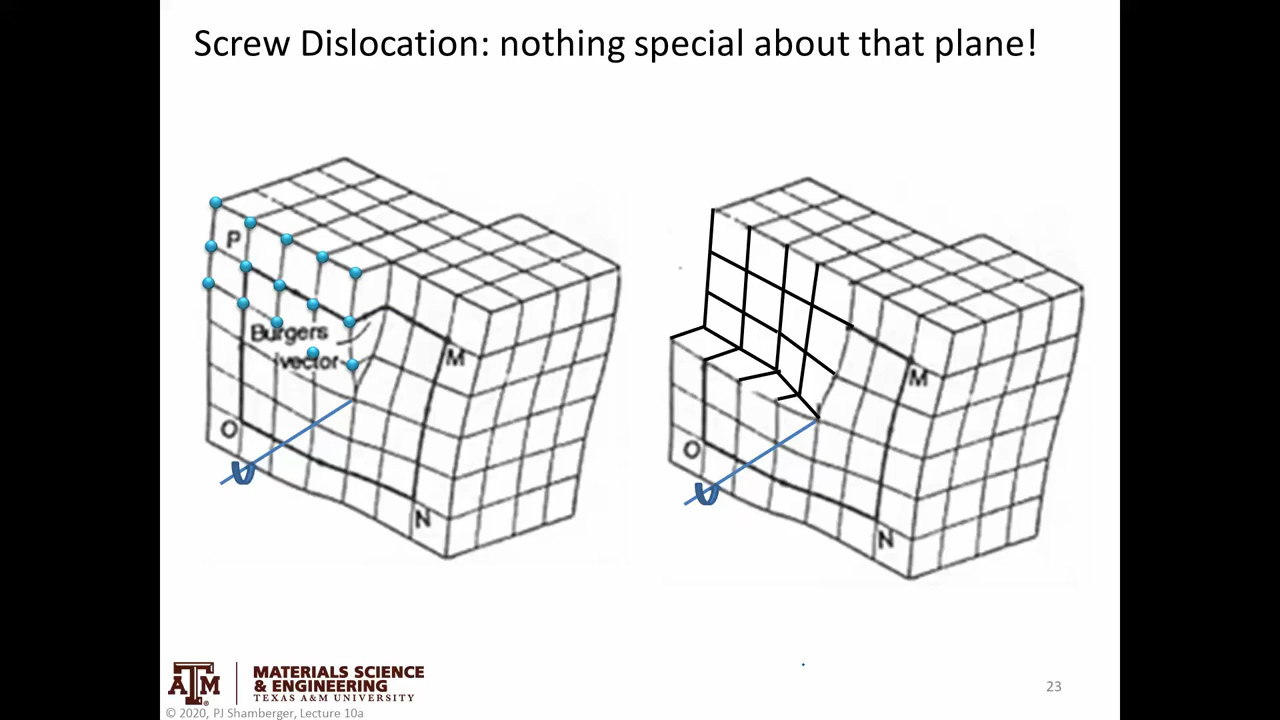 Screw Dislocation: nothing special about that plane!
P
Burgers
vector
M
O
N
M
O
N
ATM
MATERIALS SCIENCE
& ENGINEERING
TEXAS A&M UNIVERSITY
© 2020, PJ Shamberger, Lecture 10a
23